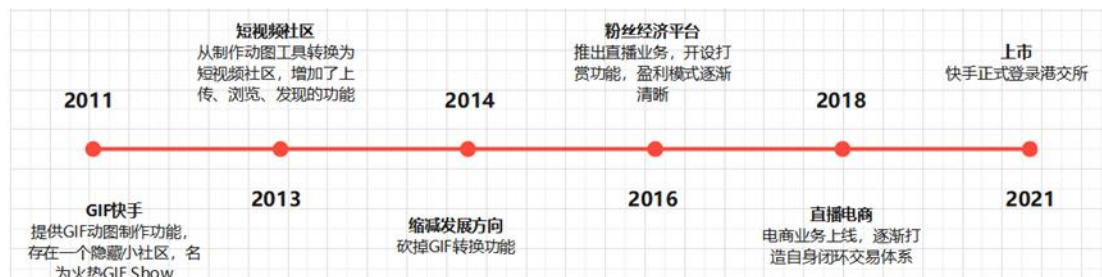 2011
GIF快手
提供GIF动图制作功能，
存在一个隐藏小社区，名
为火热GIF Show
短视频社区
从制作动图工具转换为
短视频社区，增加了上
传、浏览、发现的功能
2013
2014
缩减发展方向
砍掉GIF转换功能
粉丝经济平台
推出直播业务，开设打
赏功能，盈利模式逐渐
清晰
2016
2018
直播电商
电商业务上线，逐渐打
造自身闭环交易体系
上市
快手正式登录港交所
2021